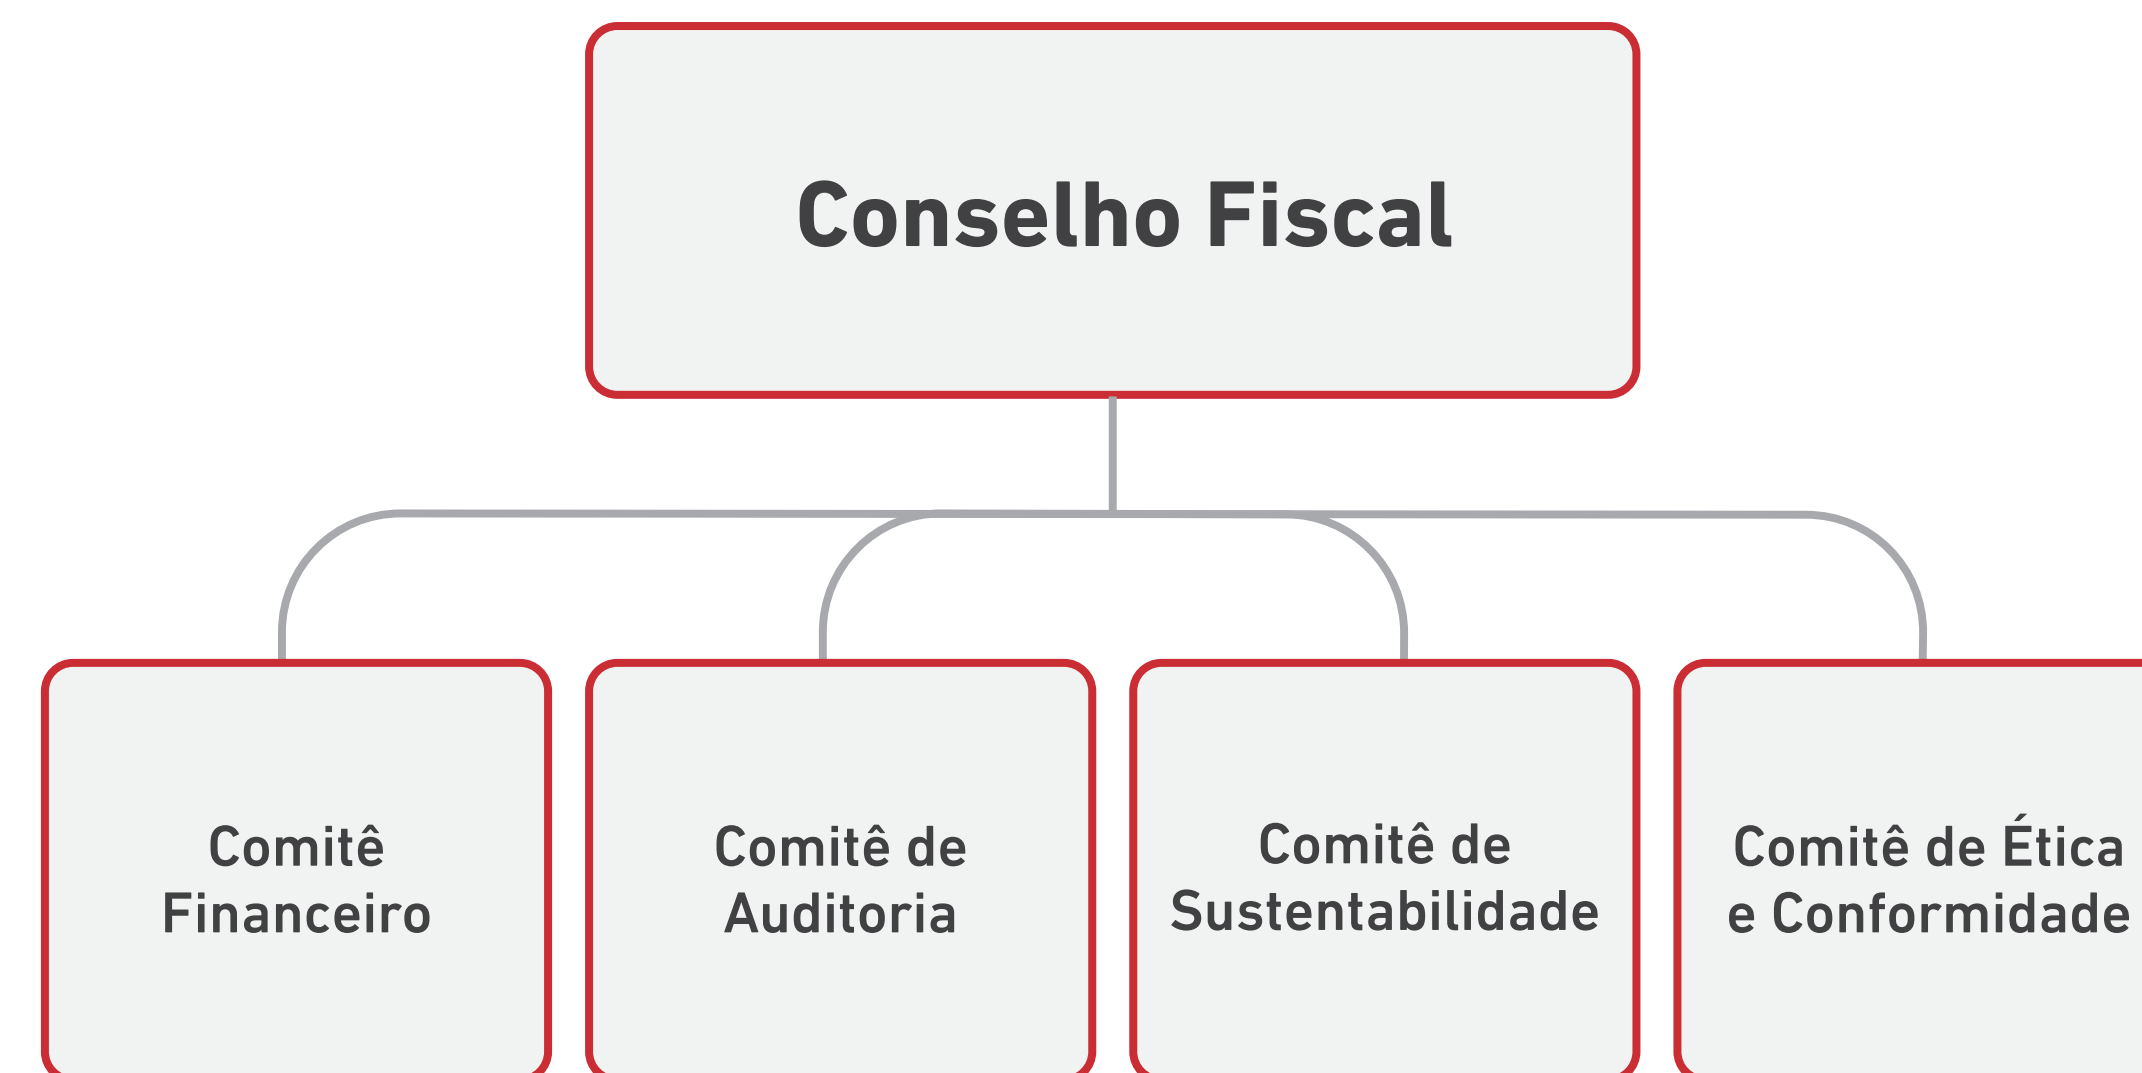 Conselho Fiscal
Comitê
Financeiro
Comitê de
Auditoria
Comitê de
Sustentabilidade
Comitê de Ética
e Conformidade